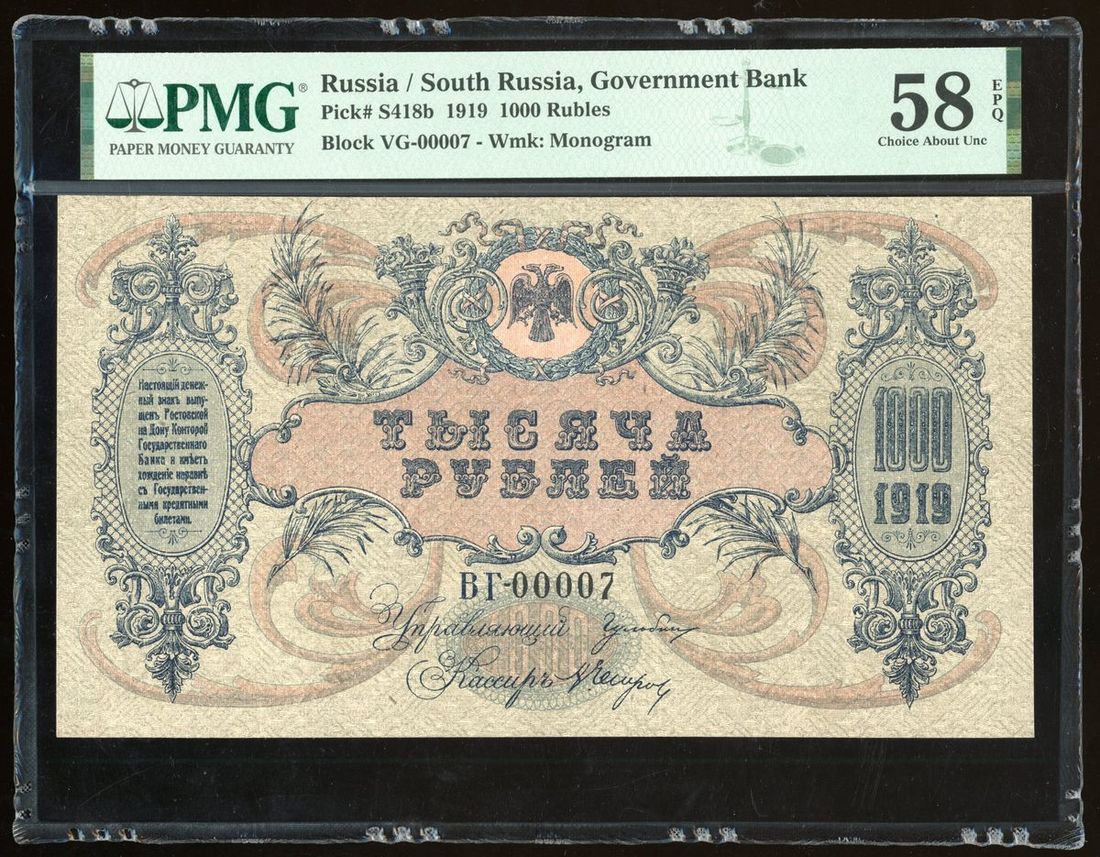 PMG®
PAPER MONEY GUARANTY
Russia / South Russia, Government Bank
Pick# S418b 1919 1000 Rubles
Block VG-00007 - Wmk: Monogram
58
EPQ
Choice About Unc
Настоящій денеж-
ный знакъ выпу-
щенъ Ростовской
на Дону Конторой
Государственнаго
Банка и имѣетъ
хожденіе наравнѣ
съ Государствен-
ными кредитными
билетами.
ТЫСЯЧА
РУБЛЕЙ
1000
1919
ВГ-00007
Управляющій
Кассиръ